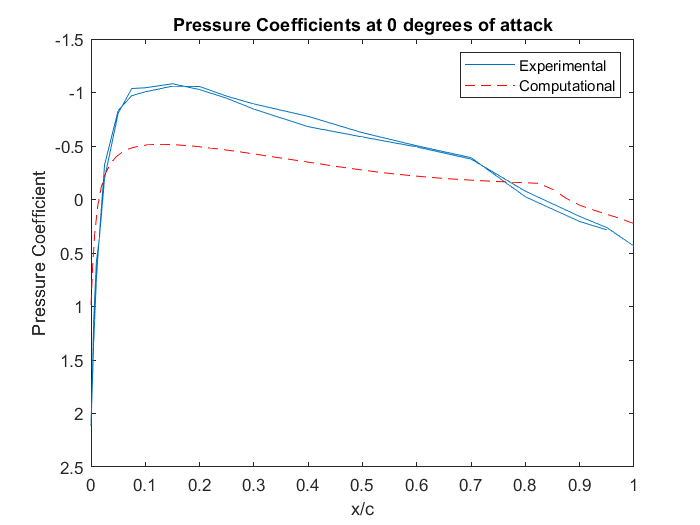 Pressure Coefficients at 0 degrees of attack
-1.5
-1
-0.5
0
0.5
1
1.5
2
2.5
Pressure Coefficient
Experimental
Computational
0 0.1 0.2 0.3 0.4 0.5 0.6 0.7 0.8 0.9 1
x/c